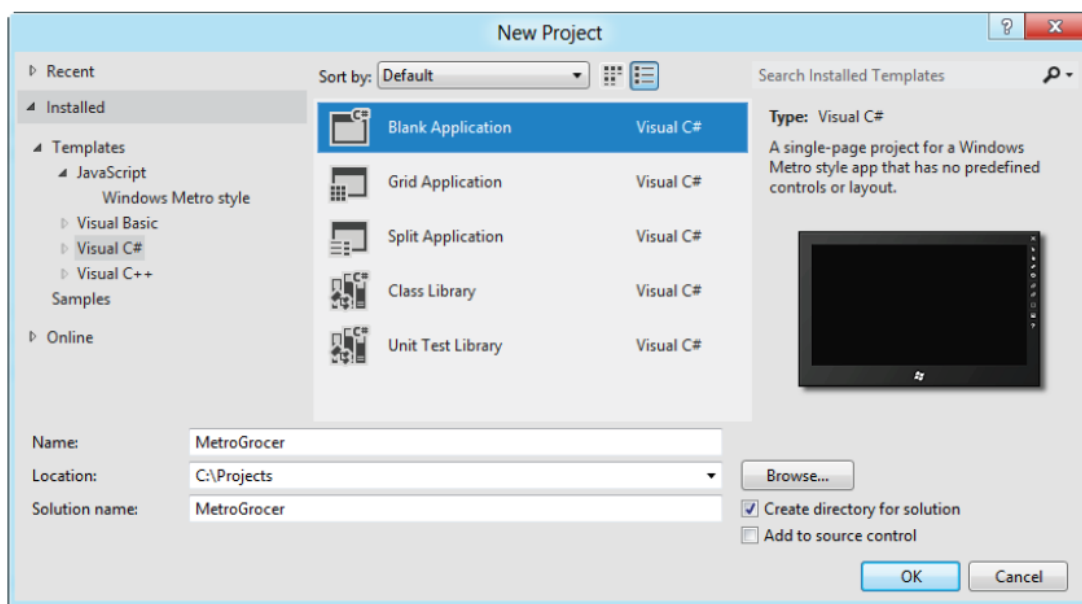 New Project
Recent
Installed
Templates
JavaScript
Windows Metro style
Visual Basic
Visual C#
Visual C++
Samples
Online
Sort by: Default
Blank Application Visual C#
Grid Application Visual C#
Split Application Visual C#
Class Library Visual C#
Unit Test Library Visual C#
Search Installed Templates
Type: Visual C#
A single-page project for a Windows
Metro style app that has no predefined
controls or layout.
Name: MetroGrocer
Location: C:\Projects
Browse...
Solution name: MetroGrocer
Create directory for solution
Add to source control
OK Cancel